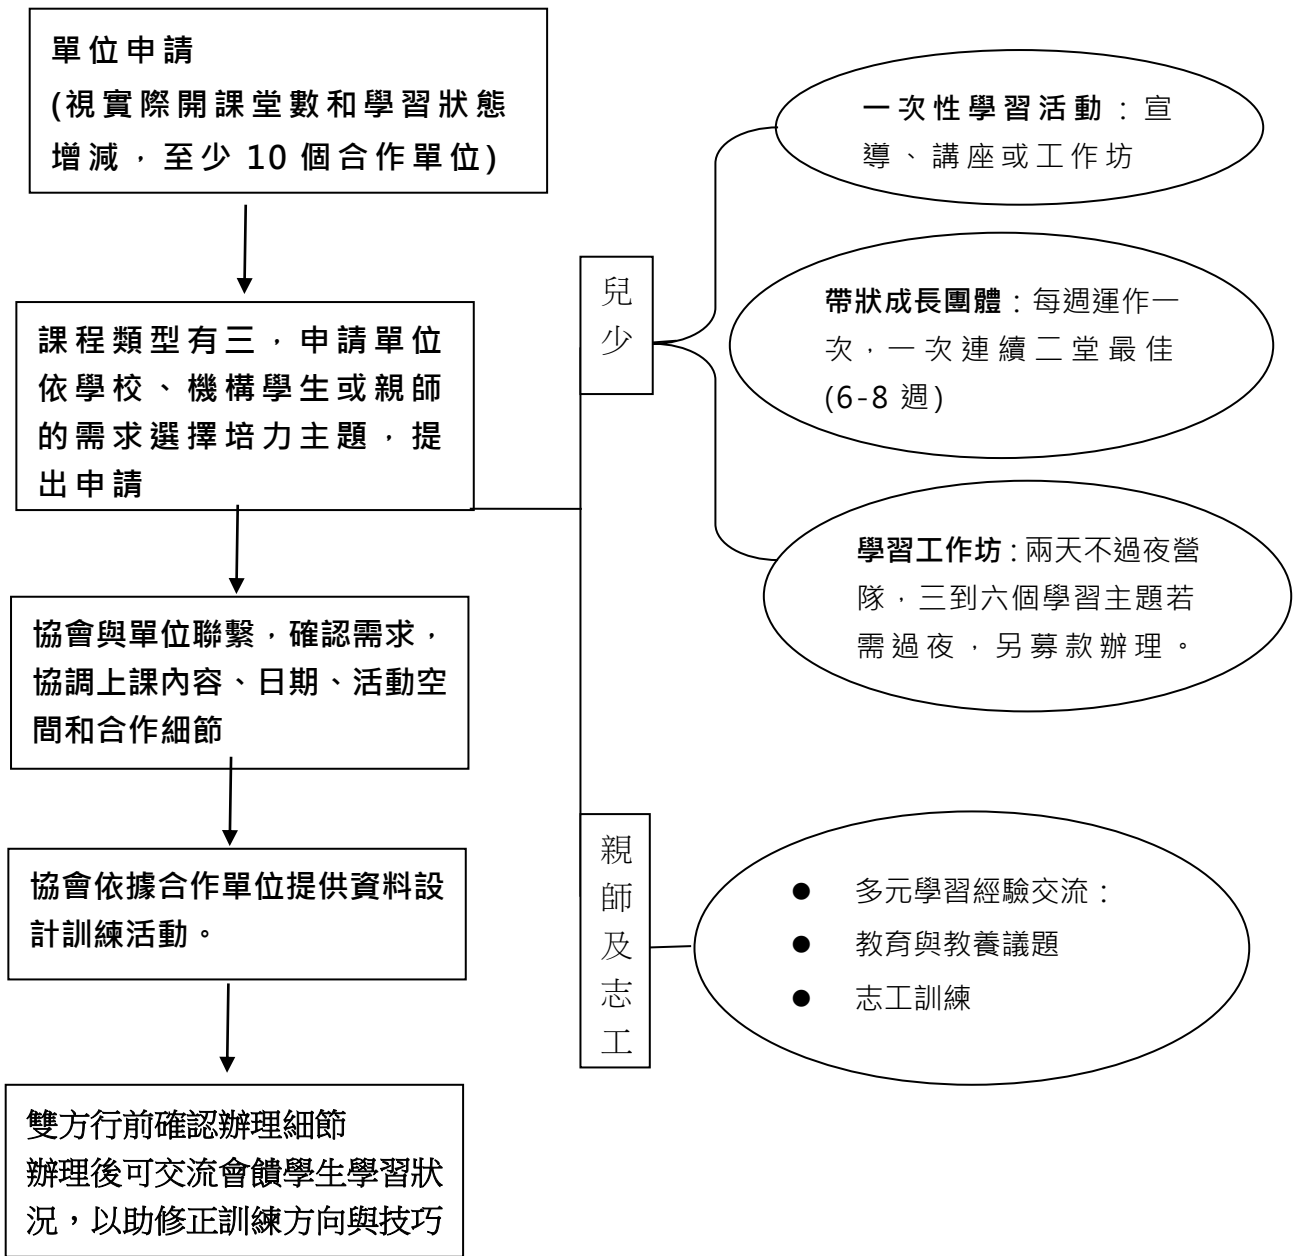 單位申請
(視實際開課堂數和學習狀態
增減，至少 10 個合作單位)
課程類型有三，申請單位
依學校、機構學生或親師
的需求選擇培力主題，提
出申請
協會與單位聯繫，確認需求，
協調上課內容、日期、活動空
間和合作細節
協會依據合作單位提供資料設
計訓練活動。
雙方行前確認辦理細節
辦理後可交流會饋學生學習狀
況，以助修正訓練方向與技巧
兒
少
一次性學習活動：宣
導、講座或工作坊
帶狀成長團體：每週運作一
次，一次連續二堂最佳
(6-8 週)
學習工作坊：兩天不過夜營
隊，三到六個學習主題若
需過夜，另募款辦理。
親
師
及
志
工
● 多元學習經驗交流：
● 教育與教養議題
● 志工訓練